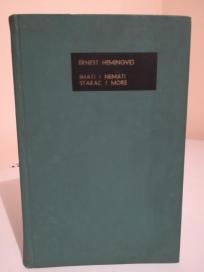 ERNEST HEMINGVEJ
IMATI I NEMATI
STARAC I MORE